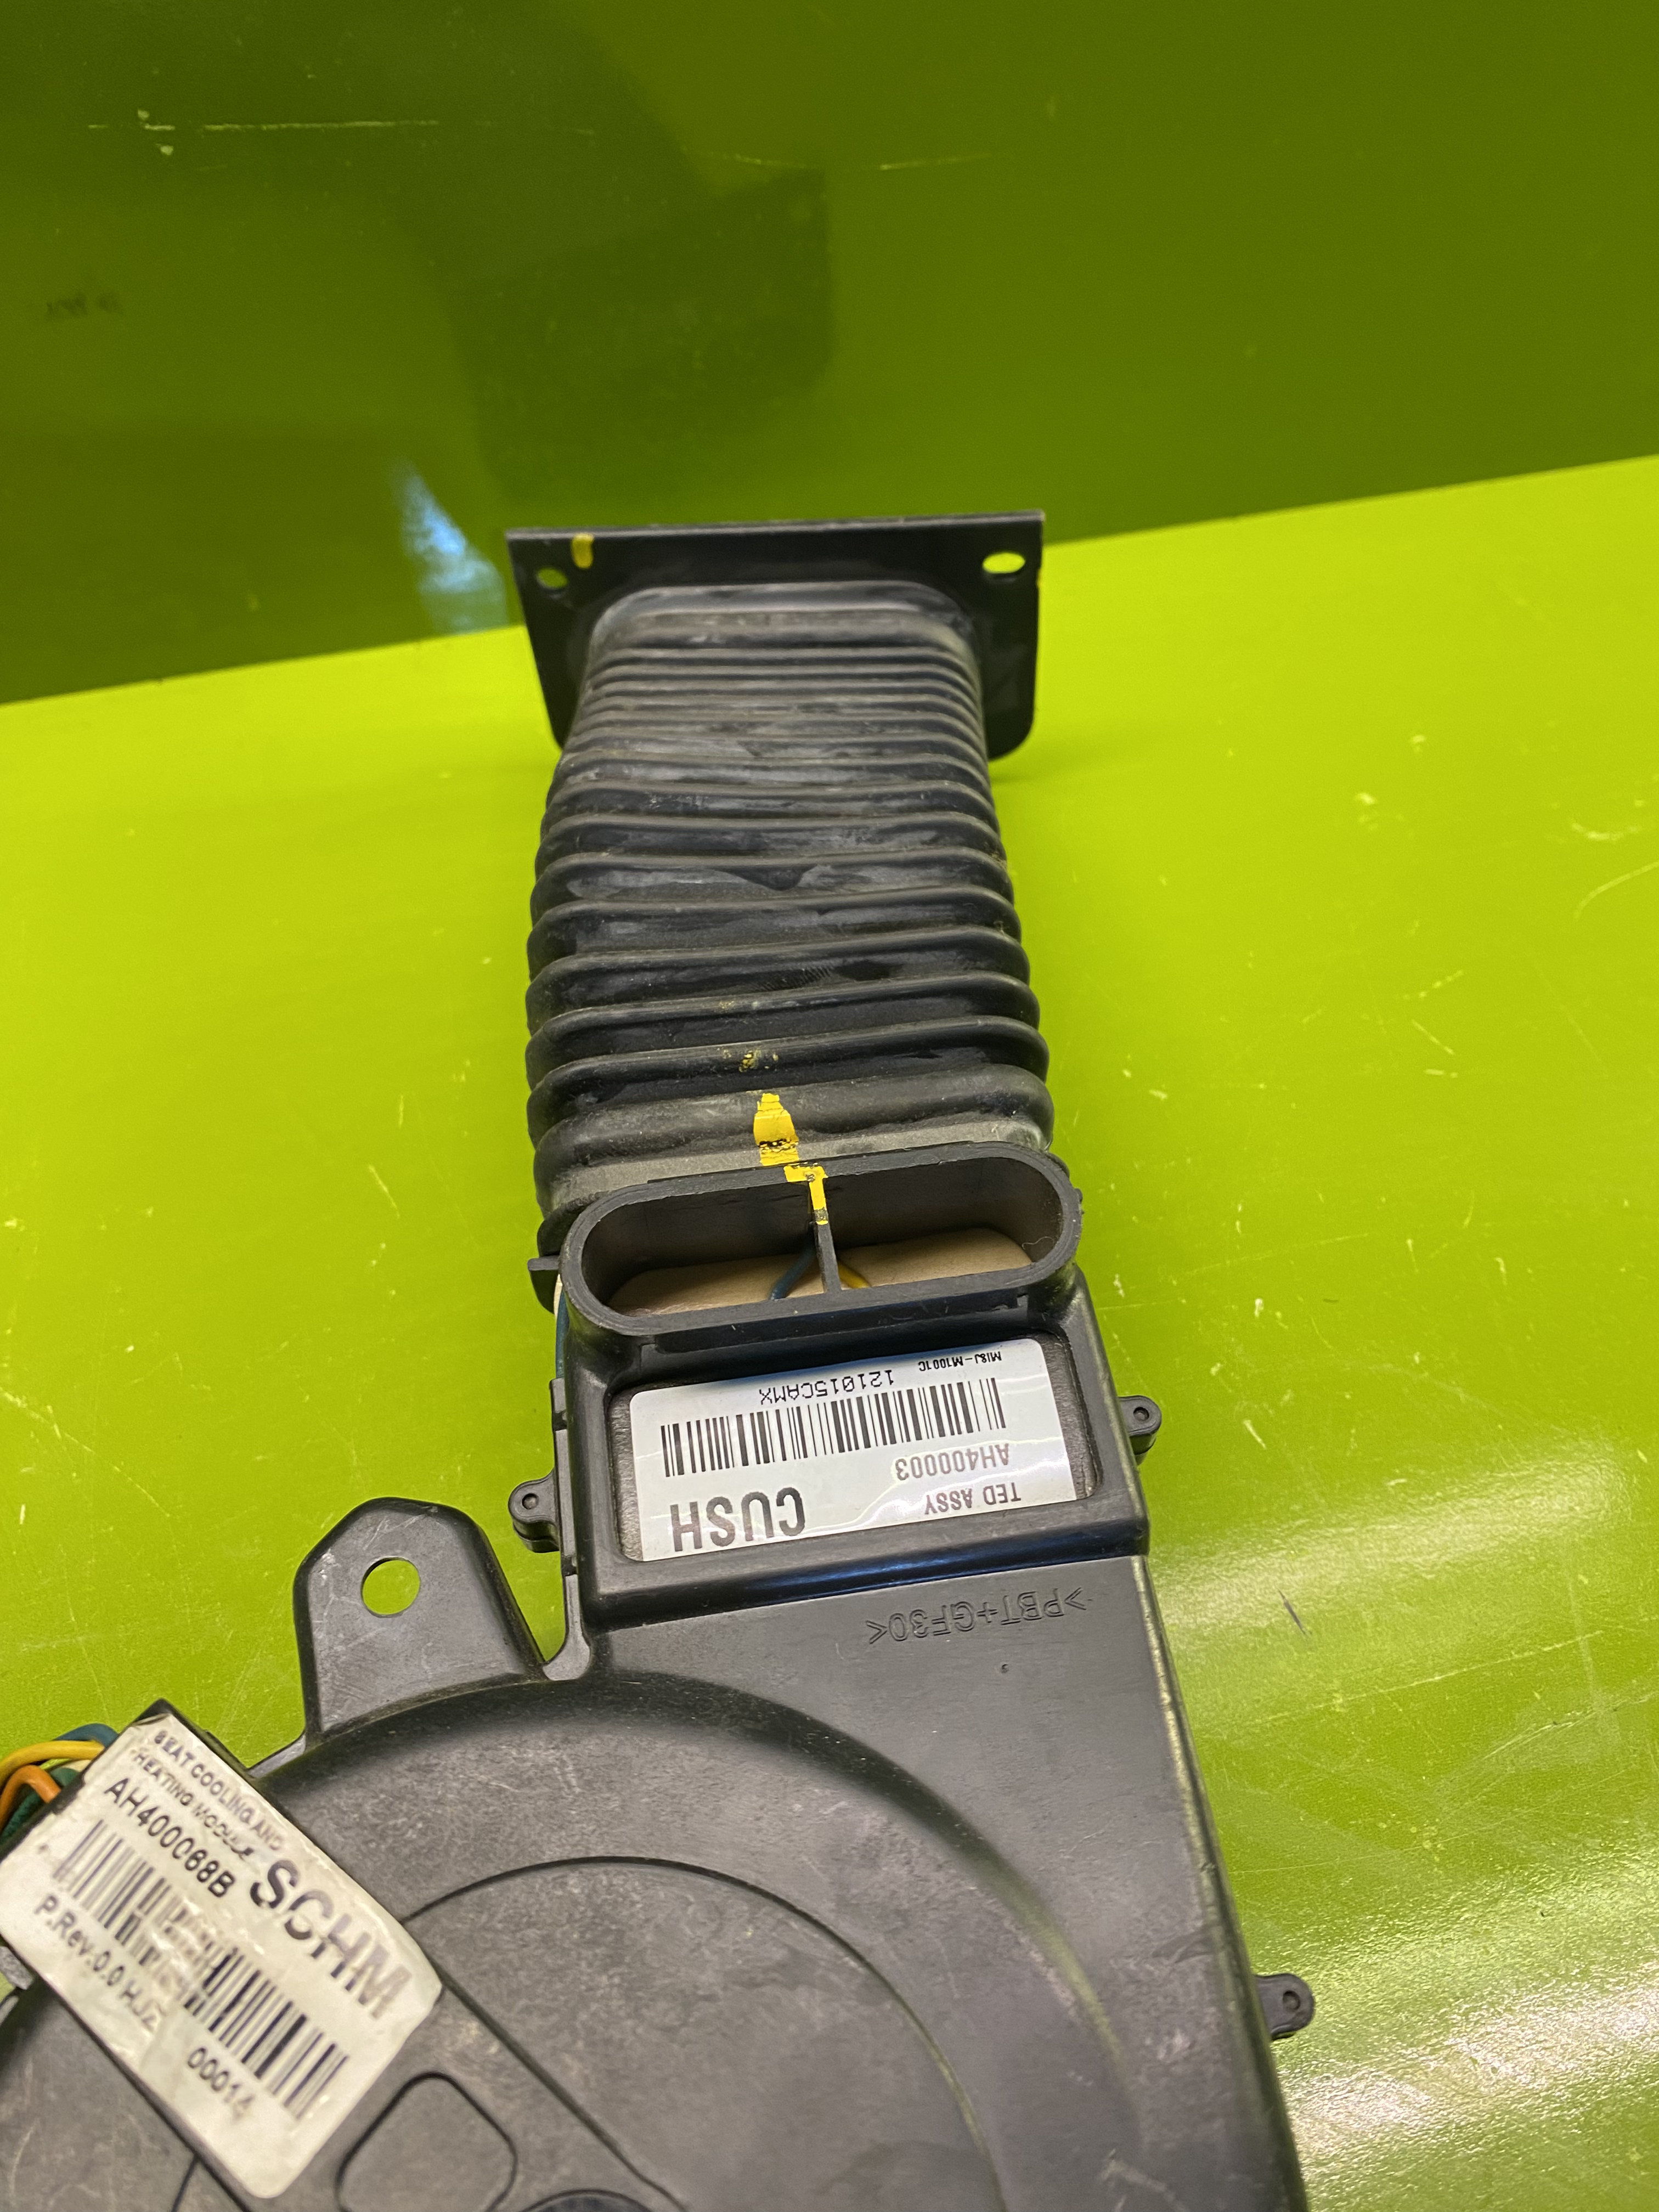 TED ASSY
CUSH
AH400003
121015CAMX
MI&J-M1001C
>PBT+GF30<
SEAT COOLING AND
HEATING MODULE
AH400068B
SCHM
P.Rev:0.0
00014